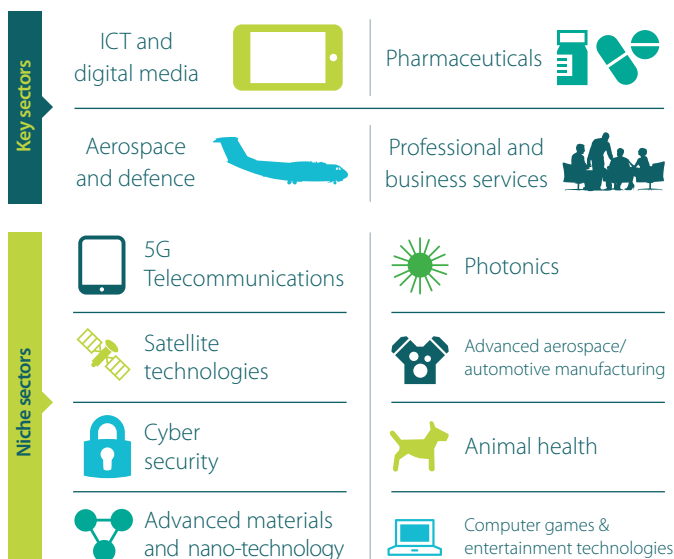 Key sectors
ICT and
digital media
Pharmaceuticals
Aerospace
and defence
Professional and
business services
Niche sectors
5G
Telecommunications
Photonics
Satellite
technologies
Advanced aerospace/
automotive manufacturing
Cyber
security
Animal health
Advanced materials
and nano-technology
Computer games &
entertainment technologies